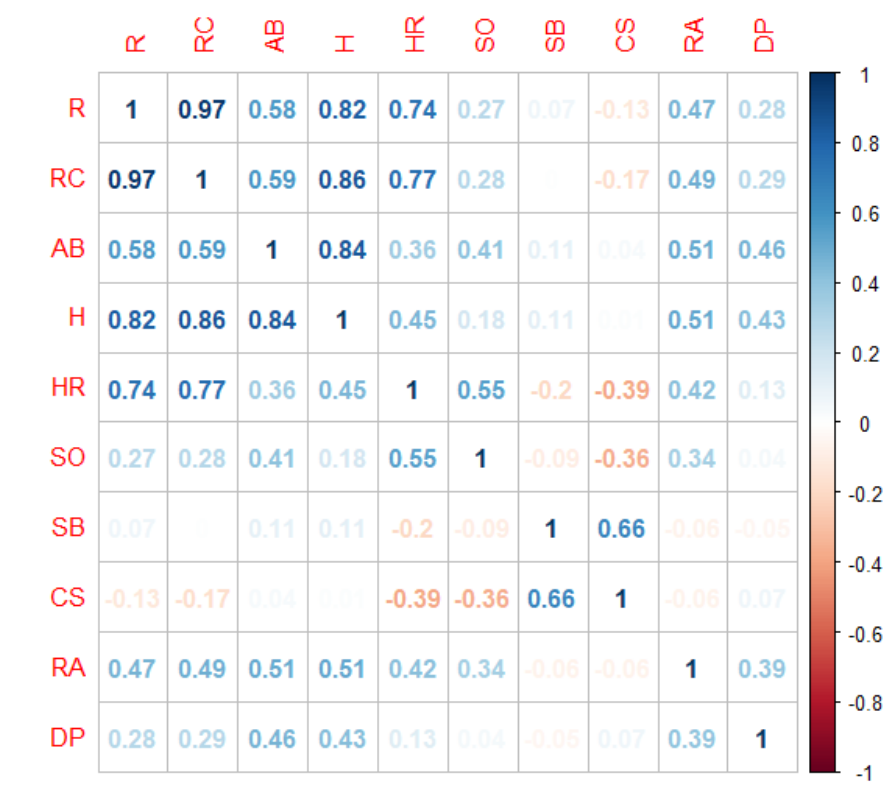 R RC AB H HR SO SB CS RA DP
R 1 0.97 0.58 0.82 0.74 0.27 0.07 -0.13 0.47 0.28
RC 0.97 1 0.59 0.86 0.77 0.28 -0.17 0.49 0.29
AB 0.58 0.59 1 0.84 0.36 0.41 0.11 0.04 0.51 0.46
H 0.82 0.86 0.84 1 0.45 0.18 0.11 0.01 0.51 0.43
HR 0.74 0.77 0.36 0.45 1 0.55 -0.2 -0.39 0.42 0.13
SO 0.27 0.28 0.41 0.18 0.55 1 -0.09 -0.36 0.34 0.04
SB 0.07 0.11 0.11 -0.2 -0.09 1 0.66 -0.06 -0.05
CS -0.13 -0.17 0.04 0.01 -0.39 -0.36 0.66 1 -0.06 0.07
RA 0.47 0.49 0.51 0.51 0.42 0.34 -0.06 -0.06 1 0.39
DP 0.28 0.29 0.46 0.43 0.13 0.04 -0.05 0.07 0.39 1
1
0.8
0.6
0.4
0.2
0
-0.2
-0.4
-0.6
-0.8
-1